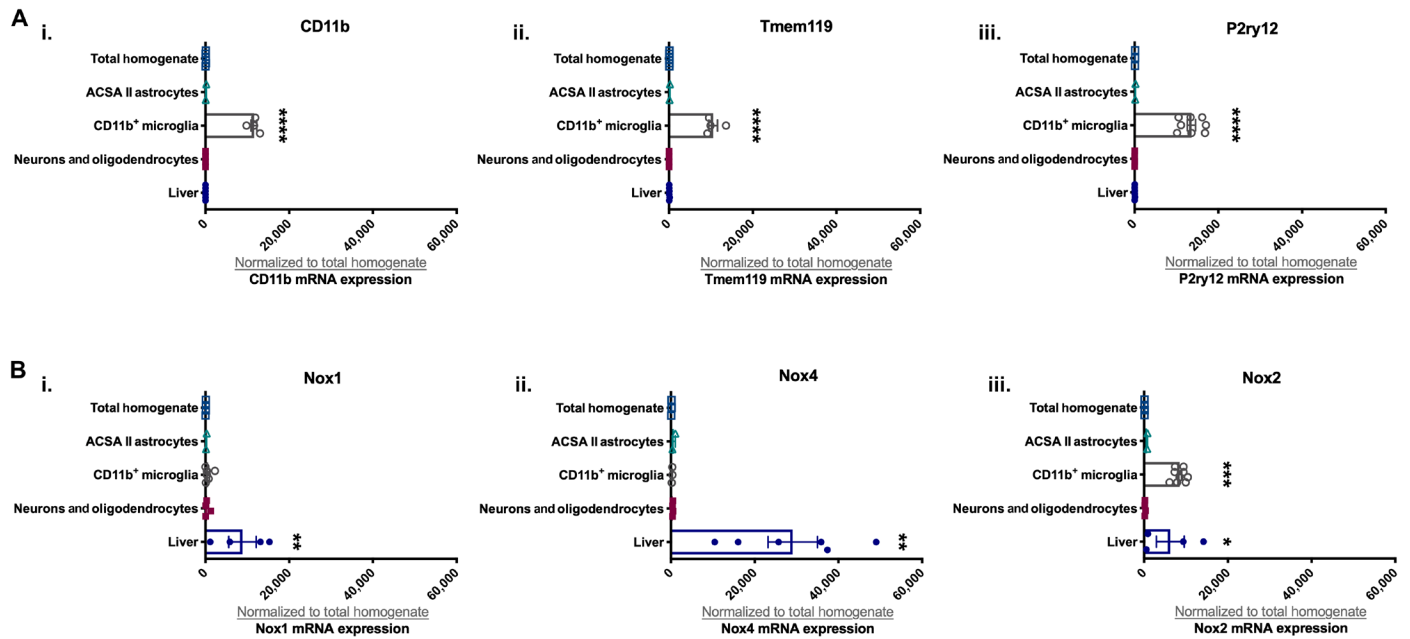 A
i.
CD11b
Total homogenate
ACSA II astrocytes
CD11b+ microglia
****
Neurons and oligodendrocytes
Liver
0 20,000 40,000 60,000
Normalized to total homogenate
CD11b mRNA expression
ii.
Tmem119
Total homogenate
ACSA II astrocytes
CD11b+ microglia
****
Neurons and oligodendrocytes
Liver
0 20,000 40,000 60,000
Normalized to total homogenate
Tmem119 mRNA expression
iii.
P2ry12
Total homogenate
ACSA II astrocytes
CD11b+ microglia
****
Neurons and oligodendrocytes
Liver
0 20,000 40,000 60,000
Normalized to total homogenate
P2ry12 mRNA expression
B
i.
Nox1
Total homogenate
ACSA II astrocytes
CD11b+ microglia
Neurons and oligodendrocytes
Liver
**
0 20,000 40,000 60,000
Normalized to total homogenate
Nox1 mRNA expression
ii.
Nox4
Total homogenate
ACSA II astrocytes
CD11b+ microglia
Neurons and oligodendrocytes
Liver
**
0 20,000 40,000 60,000
Normalized to total homogenate
Nox4 mRNA expression
iii.
Nox2
Total homogenate
ACSA II astrocytes
CD11b+ microglia
***
Neurons and oligodendrocytes
Liver
*
0 20,000 40,000 60,000
Normalized to total homogenate
Nox2 mRNA expression